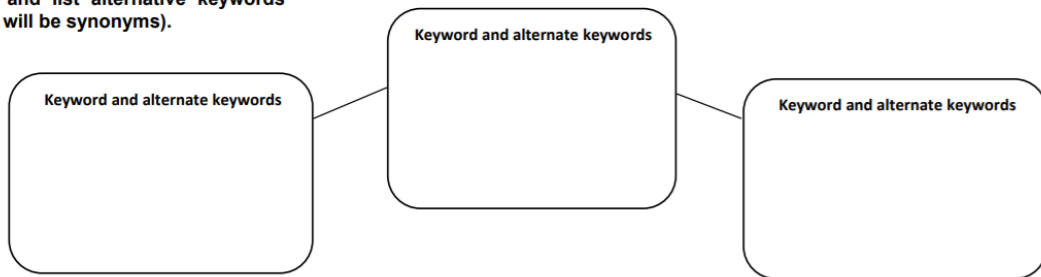 and list alternative keywords
will be synonyms).
Keyword and alternate keywords
Keyword and alternate keywords
Keyword and alternate keywords